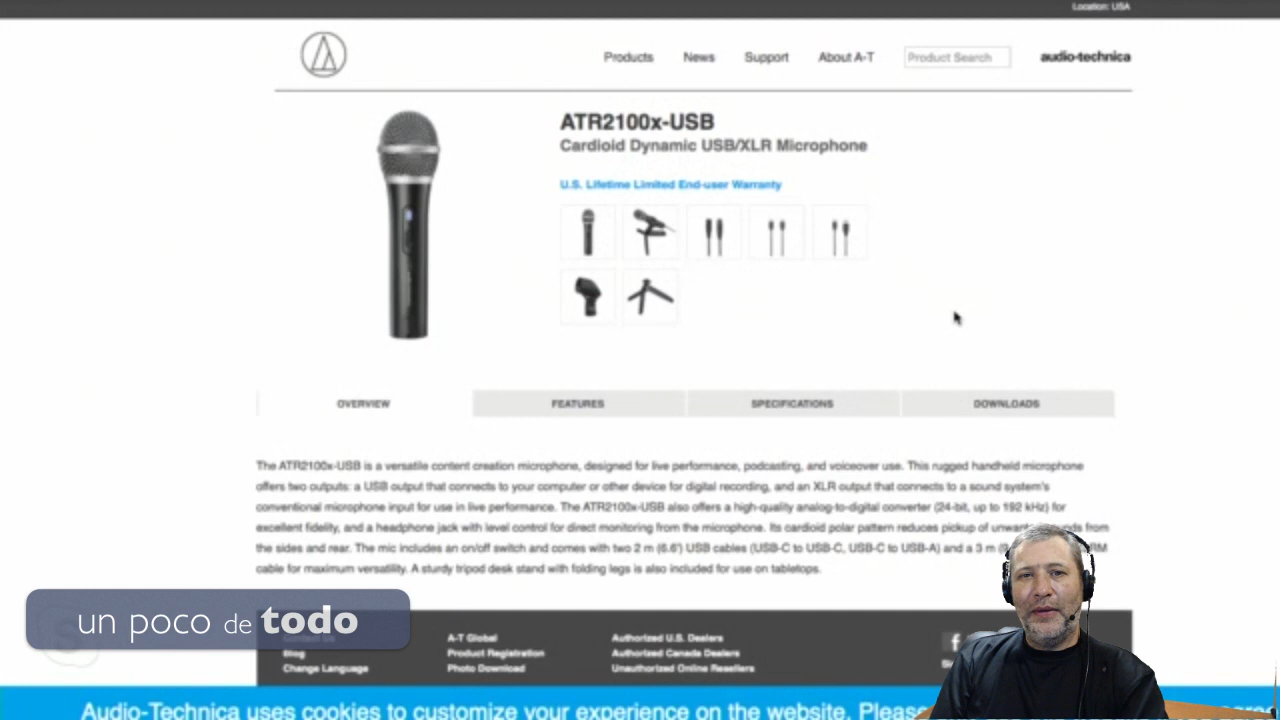 Location: USA
Products News Support About A-T Product Search audio-technica
ATR2100x-USB
Cardioid Dynamic USB/XLR Microphone
U.S. Lifetime Limited End-user Warranty
OVERVIEW FEATURES SPECIFICATIONS DOWNLOADS
The ATR2100x-USB is a versatile content creation microphone, designed for live performance, podcasting, and voiceover use. This rugged handheld microphone
offers two outputs: a USB output that connects to your computer or other device for digital recording, and an XLR output that connects to a sound system's
conventional microphone input for use in live performance. The ATR2100x-USB also offers a high-quality analog-to-digital converter (24-bit, up to 192 kHz) for
excellent fidelity, and a headphone jack with level control for direct monitoring from the microphone. Its cardioid polar pattern reduces pickup of from
the sides and rear. The mic includes an on/off switch and comes with two 2 m (6.6') USB cables (USB-C to USB-C, USB-C to USB-A) and a 3 m
cable for maximum versatility. A sturdy tripod desk stand with folding legs is also included for use on tabletops.
un poco de todo
A-T Global Authorized U.S. Dealers
Blog Product Registration Authorized Canada Dealers
Change Language Photo Download Unauthorized Online Resellers
Audio-Technica uses cookies to customize your experience on the website. Please